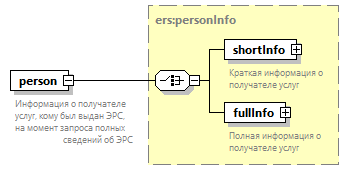 ers:personInfo
person
Информация о получателе
услуг, кому был выдан ЭРС,
на момент запроса полных
сведений об ЭРС
shortInfo
Краткая информация о
получателе услуг
fullInfo
Полная информация о
получателе услуг